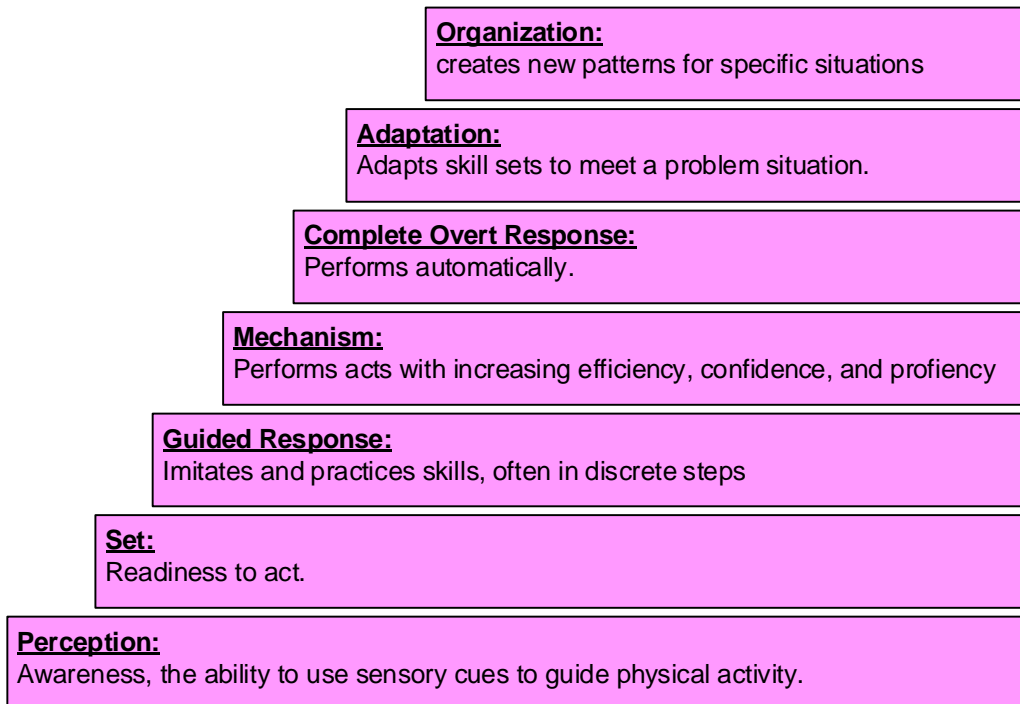 Organization:
creates new patterns for specific situations
Adaptation:
Adapts skill sets to meet a problem situation.
Complete Overt Response:
Performs automatically.
Mechanism:
Performs acts with increasing efficiency, confidence, and profiency
Guided Response:
Imitates and practices skills, often in discrete steps
Set:
Readiness to act.
Perception:
Awareness, the ability to use sensory cues to guide physical activity.